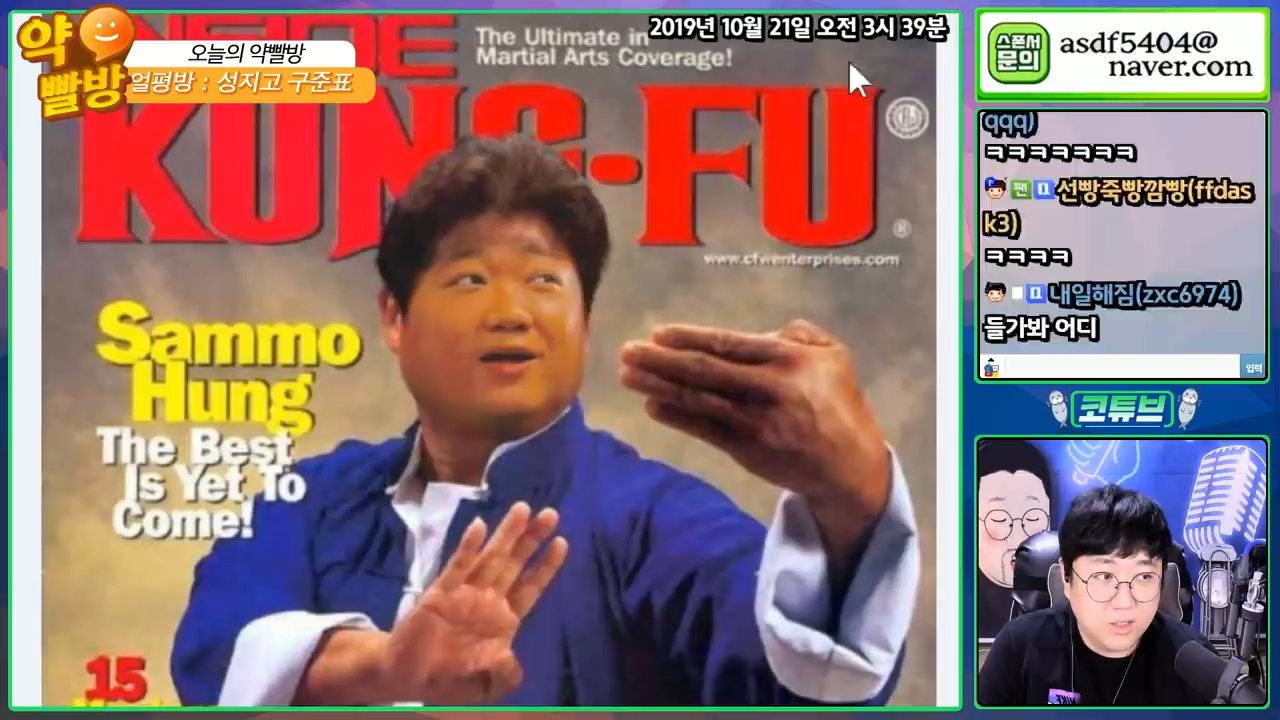 약빨방
오늘의 약빨방
얼평방 : 성지고 구준표
2019년 10월 21일 오전 3시 39분
The Ultimate in
Martial Arts Coverage!
KUNG-FU
www.cfwenterprises.com
Sammo
Hung
The Best
Is Yet To
Come!
15
스폰서
문의
asdf5404@
naver.com
qqq)
ㅋㅋㅋㅋㅋㅋㅋ
팬 선빵죽빵깜빵(ffdas
k3)
ㅋㅋㅋㅋ
내일해짐(zxc6974)
들가봐 어디
입력
코튜브